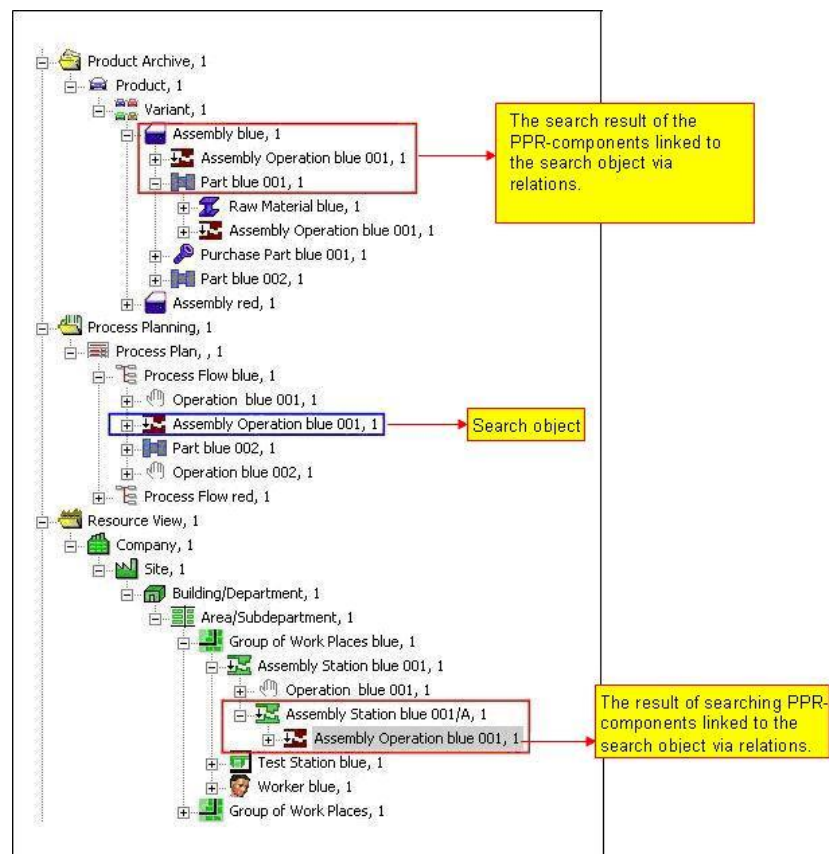 Product Archive, 1
Product, 1
Variant, 1
Assembly blue, 1
Assembly Operation blue 001, 1
Part blue 001, 1
Raw Material blue, 1
Assembly Operation blue 001, 1
Purchase Part blue 001, 1
Part blue 002, 1
Assembly red, 1
Process Planning, 1
Process Plan, , 1
Process Flow blue, 1
Operation blue 001, 1
Assembly Operation blue 001, 1
Part blue 002, 1
Operation blue 002, 1
Process Flow red, 1
Resource View, 1
Company, 1
Site, 1
Building/Department, 1
Area/Subdepartment, 1
Group of Work Places blue, 1
Assembly Station blue 001, 1
Operation blue 001, 1
Assembly Station blue 001/A, 1
Assembly Operation blue 001, 1
Test Station blue, 1
Worker blue, 1
Group of Work Places, 1
The search result of the
PPR-components linked to
the search object via
relations.
Search object
The result of searching PPR-
components linked to the
search object via relations.